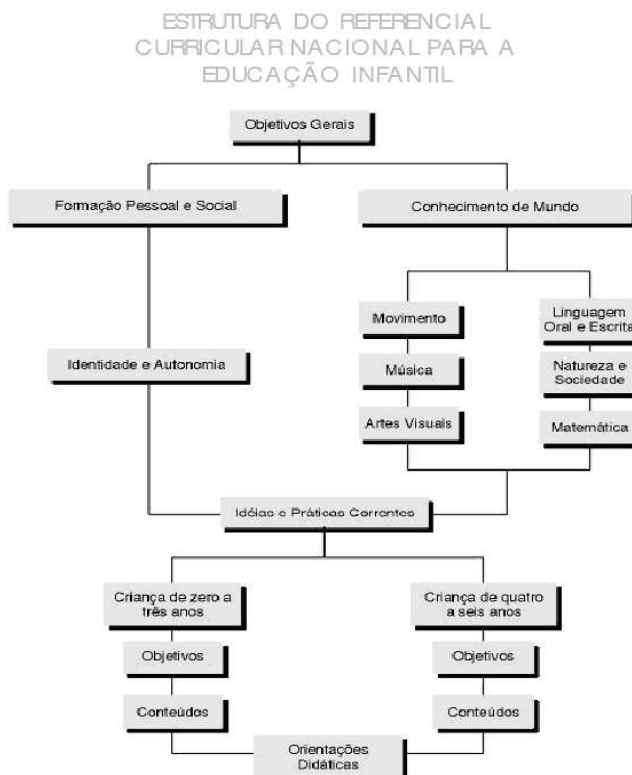 ESTRUTURA DO REFERENCIAL
CURRICULAR NACIONAL PARA A
EDUCAÇÃO INFANTIL
Objetivos Gerais
Formação Pessoal e Social
Conhecimento de Mundo
Identidade e Autonomia
Movimento
Música
Artes Visuais
Linguagem
Oral e Escrita
Natureza e
Sociedade
Matemática
Idéias e Práticas Correntes
Criança de zero a
três anos
Objetivos
Conteúdos
Criança de quatro
a seis anos
Objetivos
Conteúdos
Orientações
Didáticas